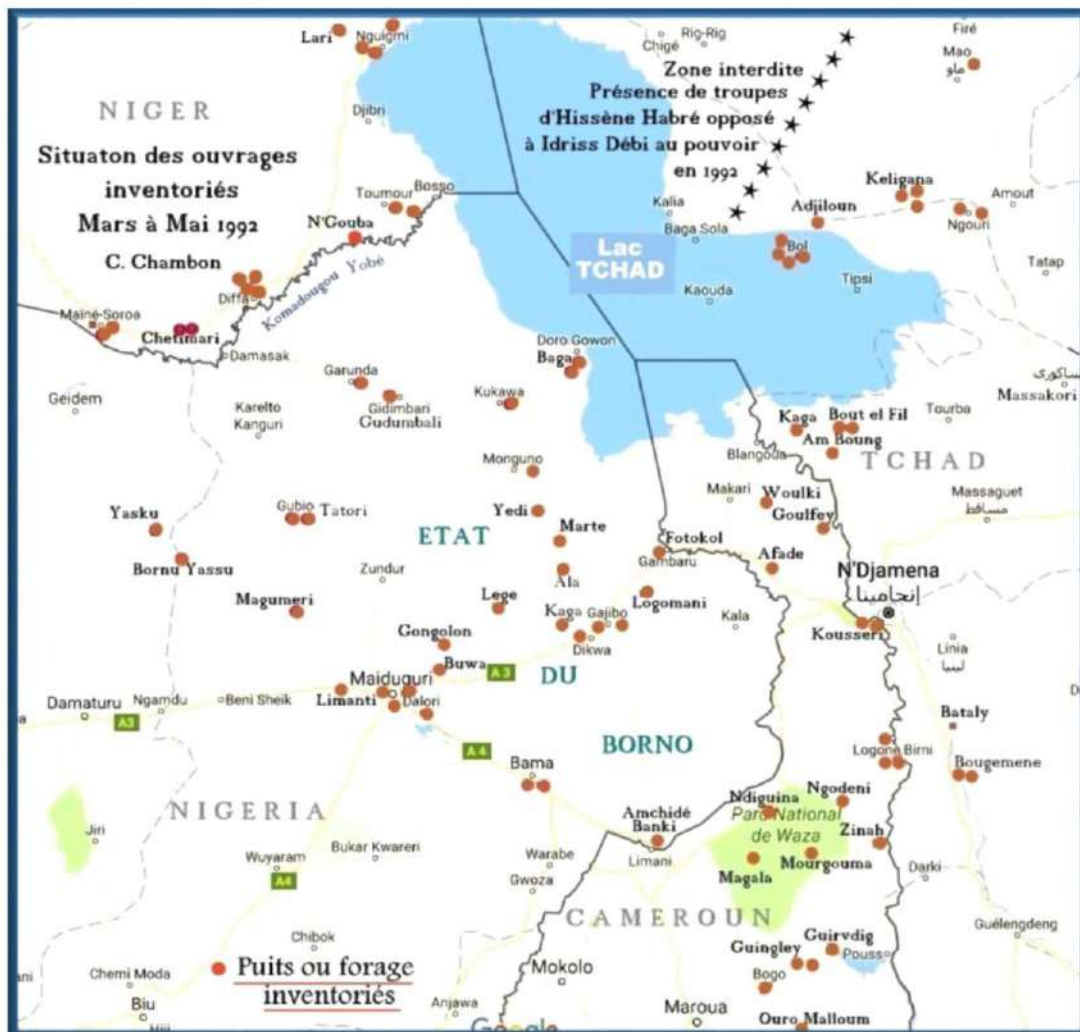 Lari
Nguigmi
Chigé
Rig-Rig
Firé
Mao
ماو
Zone interdite
Présence de troupes
d'Hissène Habré opposé
à Idriss Débi au pouvoir
en 1992
NIGER
Djibri
Situaton des ouvrages
inventoriés
Mars à Mai 1992
C. Chambon
Toumour
Bosso
N'Gouba
Komadougou Yobé
Kalia
Baga Sola
Adjiloun
Keligana
Amout
Ngouri
Lac
TCHAD
Bol
Tatap
Kaouda
Tipsi
Diffa
Maïné-Soroa
Chetimari
Damasak
Doro Gowon
Baga
Garunda
Geidem
Karelto
Kanguri
Gidimbari
Gudumbali
Kukawa
ساكوري
Massakori
Kaga
Bout el Fil
Tourba
Am Boung
Blangoua
TCHAD
Monguno
Makari
Woulki
Goulfey
Massaguet
مساقط
Yasku
Gubio
Tatori
Yedi
ETAT
Marte
Fotokol
Gambaru
Afade
N'Djamena
إنجامينا
Bornu Yassu
Zundur
Ala
Magumeri
Lege
Kaga
Gajibo
Logomani
Dikwa
Kala
Kousseri
Linia
لينيا
Gongolon
Buwa
A 3
DU
Maiduguri
Limanti
Dalori
Damaturu
Ngamdu
Beni Sheik
A3
A 4
BORNO
Bataly
Logone Birni
Bougemene
Bama
NIGERIA
Amchidé
Banki
Limani
Ndiguina
Ngodeni
Parc National
de Waza
Zinah
Magala
Mourgouma
Jiri
Bukar Kwareri
Wuyaram
A4
Warabe
Gwoza
Darki
CAMEROUN
Guélengdeng
Chibok
Guingley
Guirvdig
Pouss
Bogo
Puits ou forage
inventoriés
Chemi Moda
Biu
Mokolo
Anjawa
Maroua
Google
Ouro Malloum